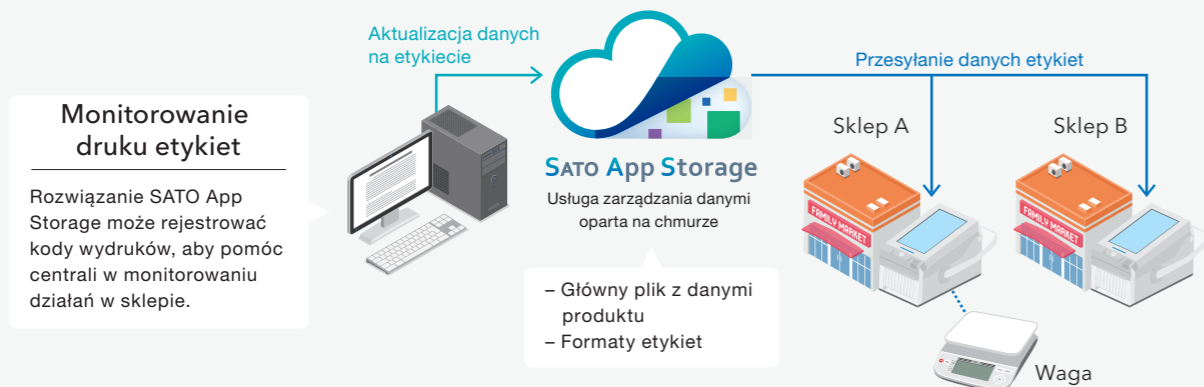 Aktualizacja danych
na etykiecie
Przesyłanie danych etykiet
Monitorowanie
druku etykiet
Rozwiązanie SATO App
Storage może rejestrować
kody wydruków, aby pomóc
centrali w monitorowaniu
działań w sklepie.
SATO App Storage
Usługa zarządzania danymi
oparta na chmurze
– Główny plik z danymi
produktu
– Formaty etykiet
Sklep A
FAMILY MARKET
Sklep B
FAMILY MARKET
Waga